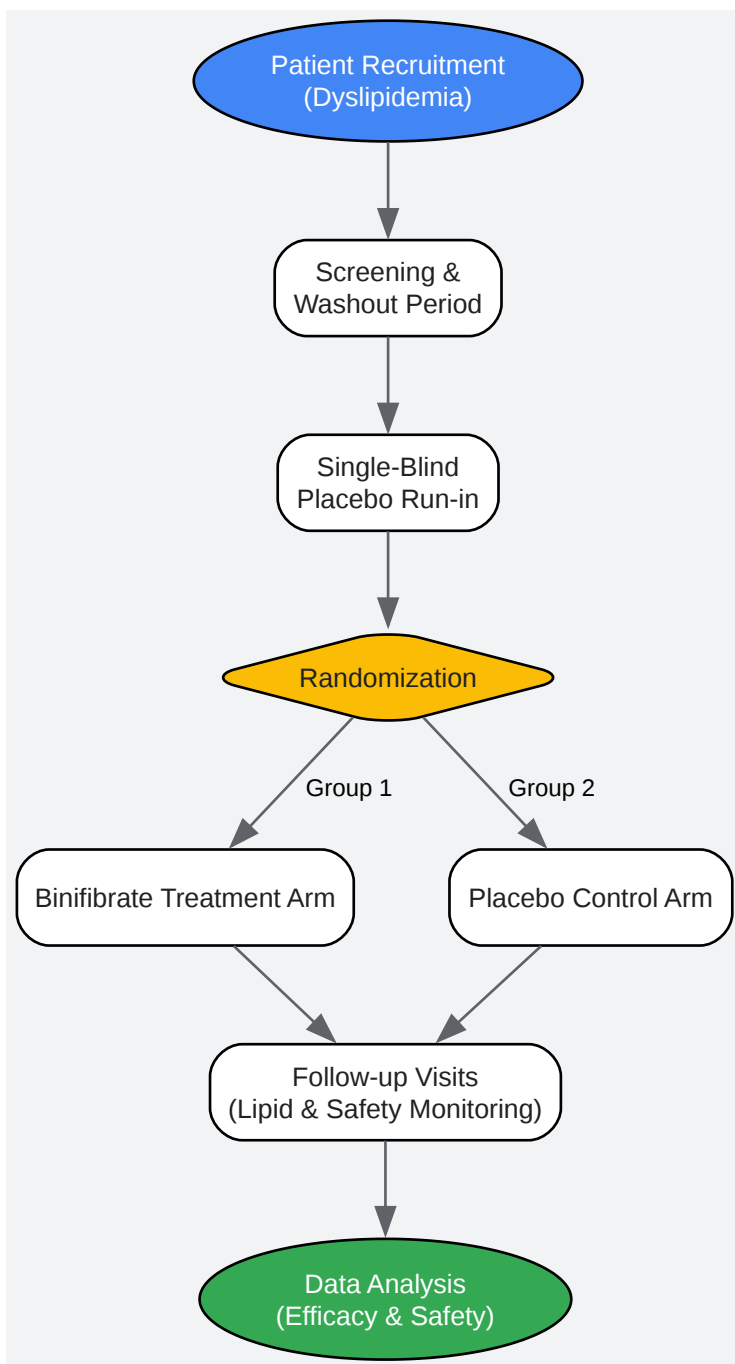 Patient Recruitment
(Dyslipidemia)
Screening &
Washout Period
Single-Blind
Placebo Run-in
Randomization
Group 1
Group 2
Binifibrate Treatment Arm
Placebo Control Arm
Follow-up Visits
(Lipid & Safety Monitoring)
Data Analysis
(Efficacy & Safety)